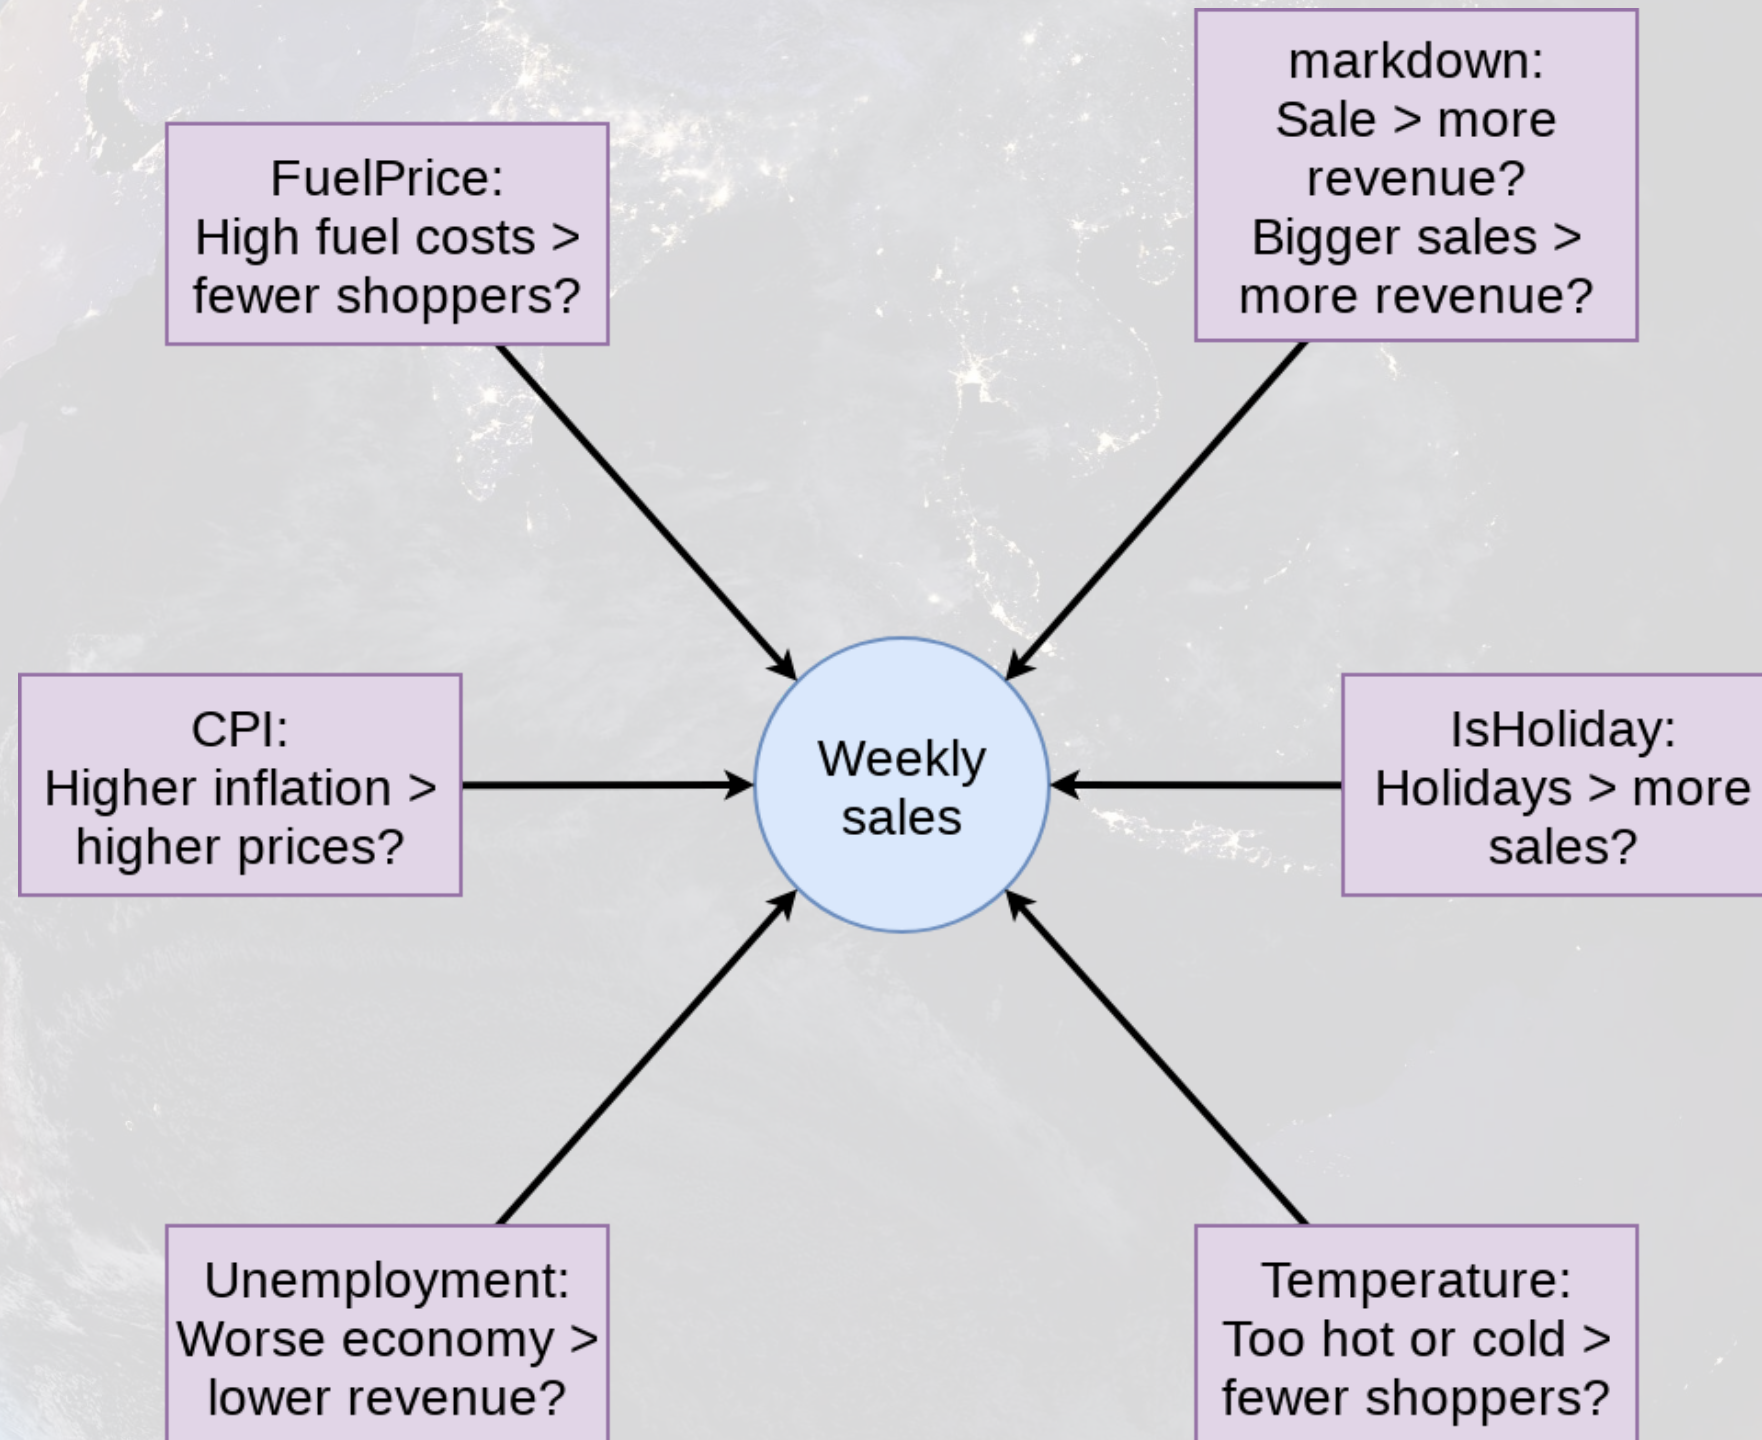 FuelPrice:
High fuel costs >
fewer shoppers?
markdown:
Sale > more
revenue?
Bigger sales >
more revenue?
CPI:
Higher inflation >
higher prices?
Weekly
sales
IsHoliday:
Holidays > more
sales?
Unemployment:
Worse economy >
lower revenue?
Temperature:
Too hot or cold >
fewer shoppers?